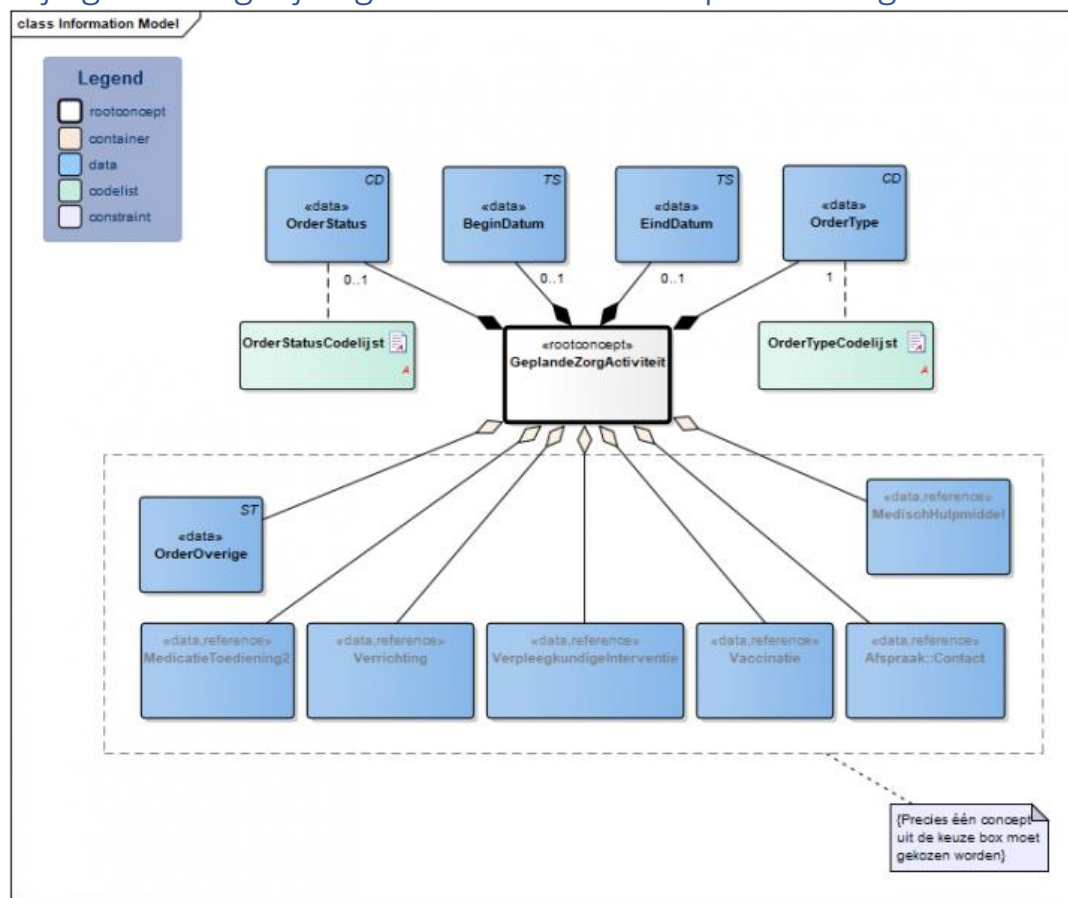 class Information Model
Legend
rootconcept
container
data
codelist
constraint
CD
«data»
OrderStatus
TS
«data»
BeginDatum
TS
«data»
EindDatum
CD
«data»
OrderType
0..1
0..1
0..1
1
OrderStatusCodelijst
A
«rootconcept»
GeplandeZorgActiviteit
OrderTypeCodelijst
A
ST
«data»
OrderOverige
«data,reference»
MedischHulpmiddel
«data,reference»
MedicatieToediening2
«data,reference»
Verrichting
«data,reference»
VerpleegkundigeInterventie
«data,reference»
Vaccinatie
«data,reference»
Afspraak::Contact
{Precies één concept
uit de keuze box moet
gekozen worden}